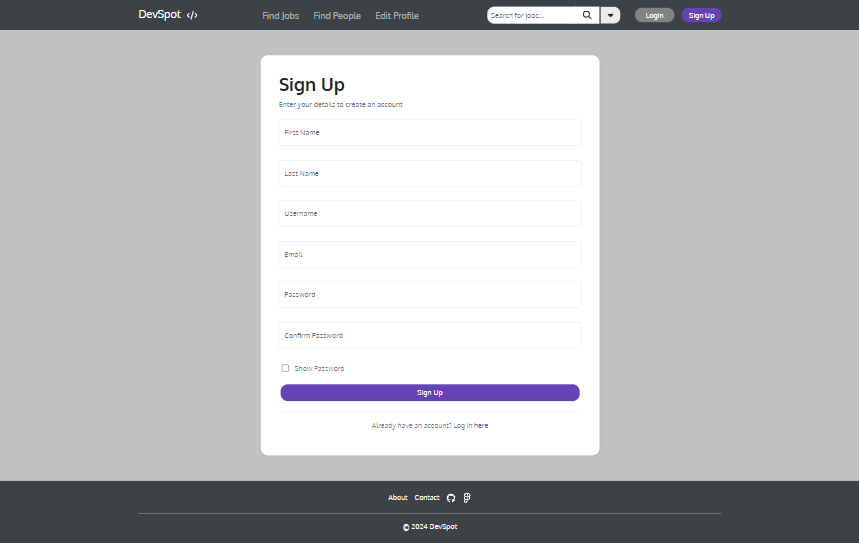 DevSpot </> Find Jobs Find People Edit Profile Search for jobs... Login Sign Up
Sign Up
Enter your details to create an account
First Name
Last Name
Username
Email
Password
Confirm Password
Show Password
Sign Up
Already have an account? Log in here
About Contact
© 2024 DevSpot